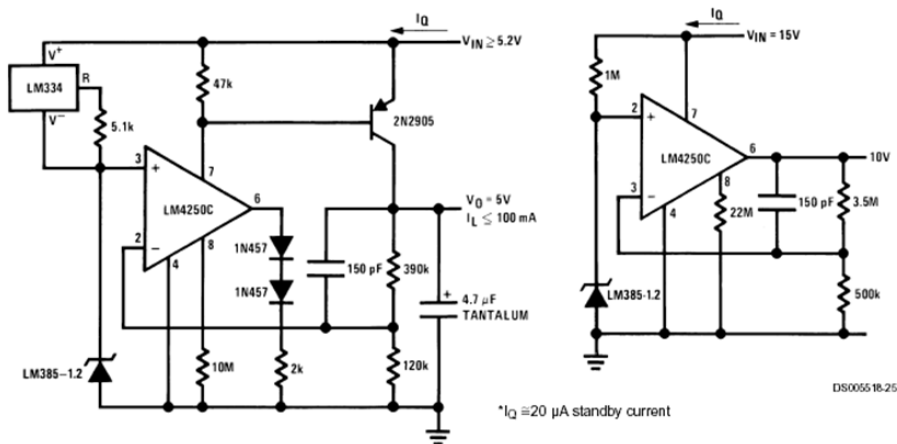 IQ
VIN ≥ 5.2V
V+
LM334
R
V−
5.1k
47k
2N2905
3
+
7
LM4250C
6
2
−
8
4
1N457
1N457
150 pF
390k
VO = 5V
IL ≤ 100 mA
+
4.7 µF
TANTALUM
LM385–1.2
10M
2k
120k
IQ
VIN = 15V
1M
2
+
7
LM4250C
6
10V
3
−
8
4
22M
150 pF
3.5M
LM385-1.2
500k
DS005518-25
*IQ ≅20 µA standby current